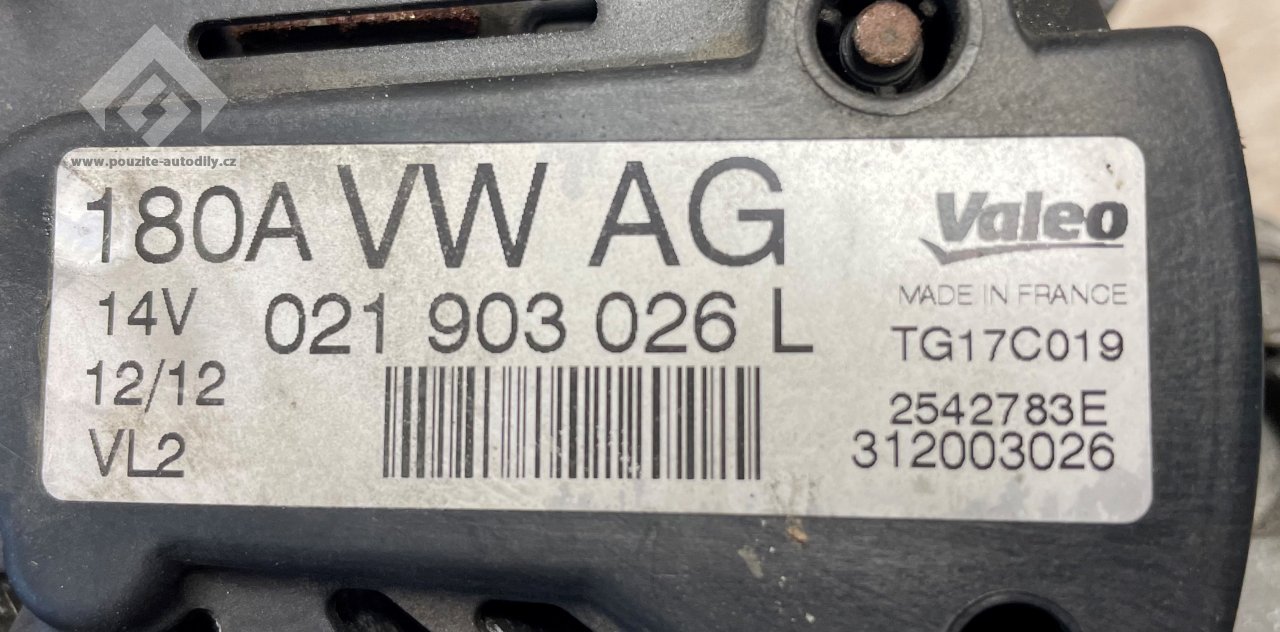 www.pouzite-autodily.cz
180A VW AG
Valeo
MADE IN FRANCE
14V 021 903 026 L
TG17C019
12/12
2542783E
VL2
312003026